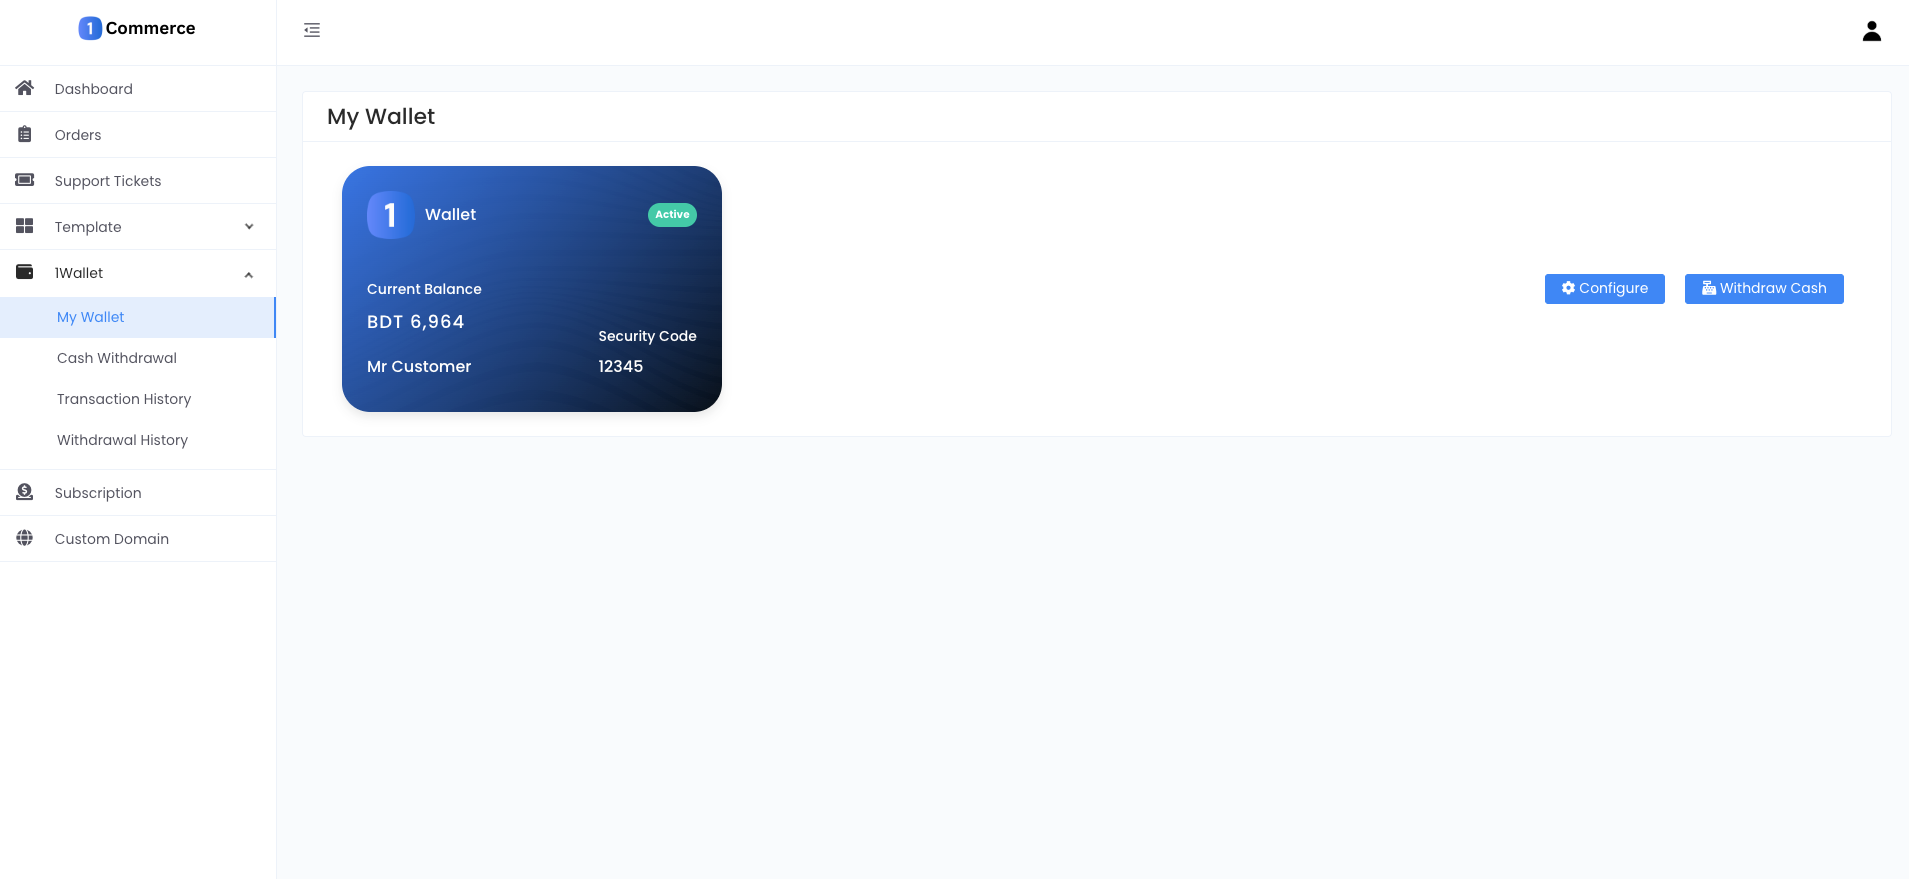 1 Commerce
Dashboard
Orders
Support Tickets
Template
1Wallet
My Wallet
Cash Withdrawal
Transaction History
Withdrawal History
Subscription
Custom Domain
My Wallet
1 Wallet
Active
Current Balance
BDT 6,964
Security Code
Mr Customer
12345
Configure
Withdraw Cash